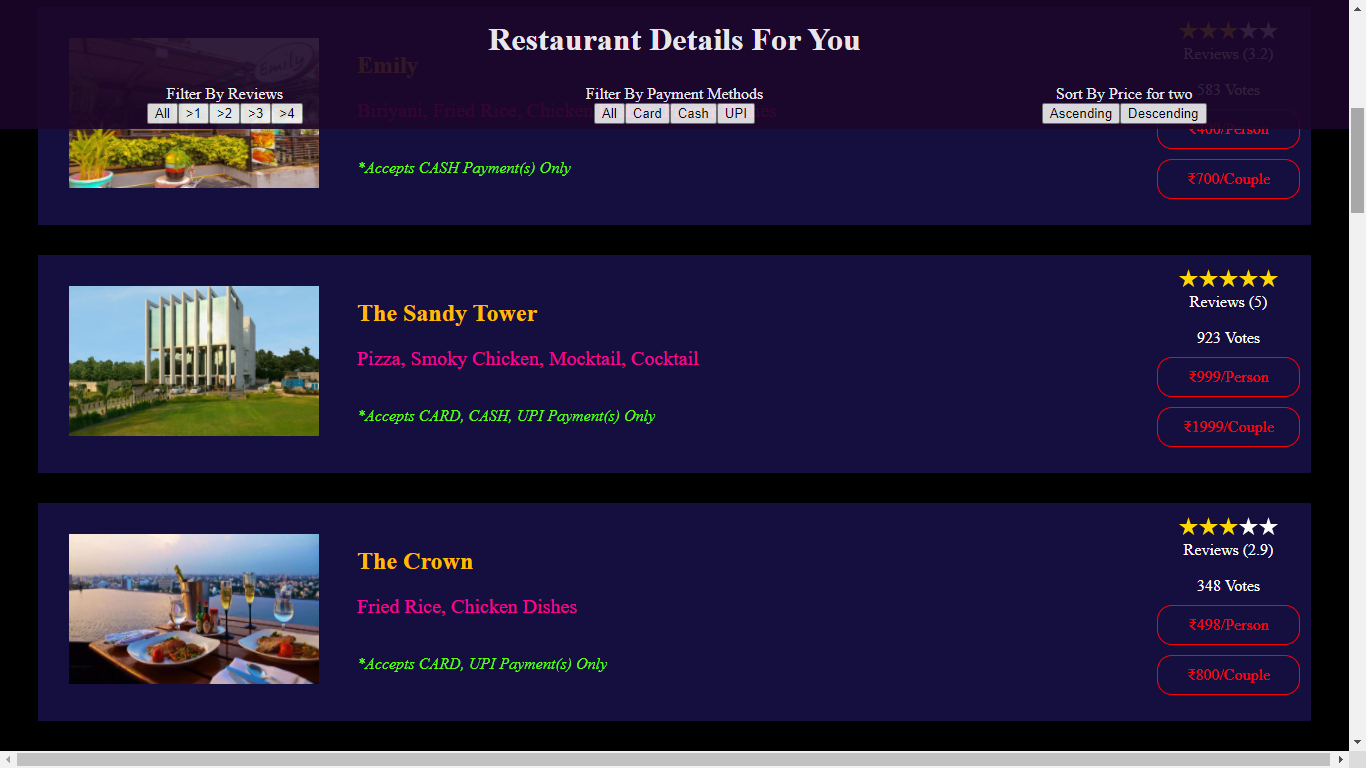 Restaurant Details For You
Filter By Reviews
All >1 >2 >3 >4
Filter By Payment Methods
All Card Cash UPI
Sort By Price for two
Ascending Descending
Emily
Emily
Biriyani, Fried Rice, Chicken
*Accepts CASH Payment(s) Only
★★★★★
Reviews (3.2)
583 Votes
₹400/Person
₹700/Couple
The Sandy Tower
Pizza, Smoky Chicken, Mocktail, Cocktail
*Accepts CARD, CASH, UPI Payment(s) Only
★★★★★
Reviews (5)
923 Votes
₹999/Person
₹1999/Couple
The Crown
Fried Rice, Chicken Dishes
*Accepts CARD, UPI Payment(s) Only
★★★★★
Reviews (2.9)
348 Votes
₹498/Person
₹800/Couple